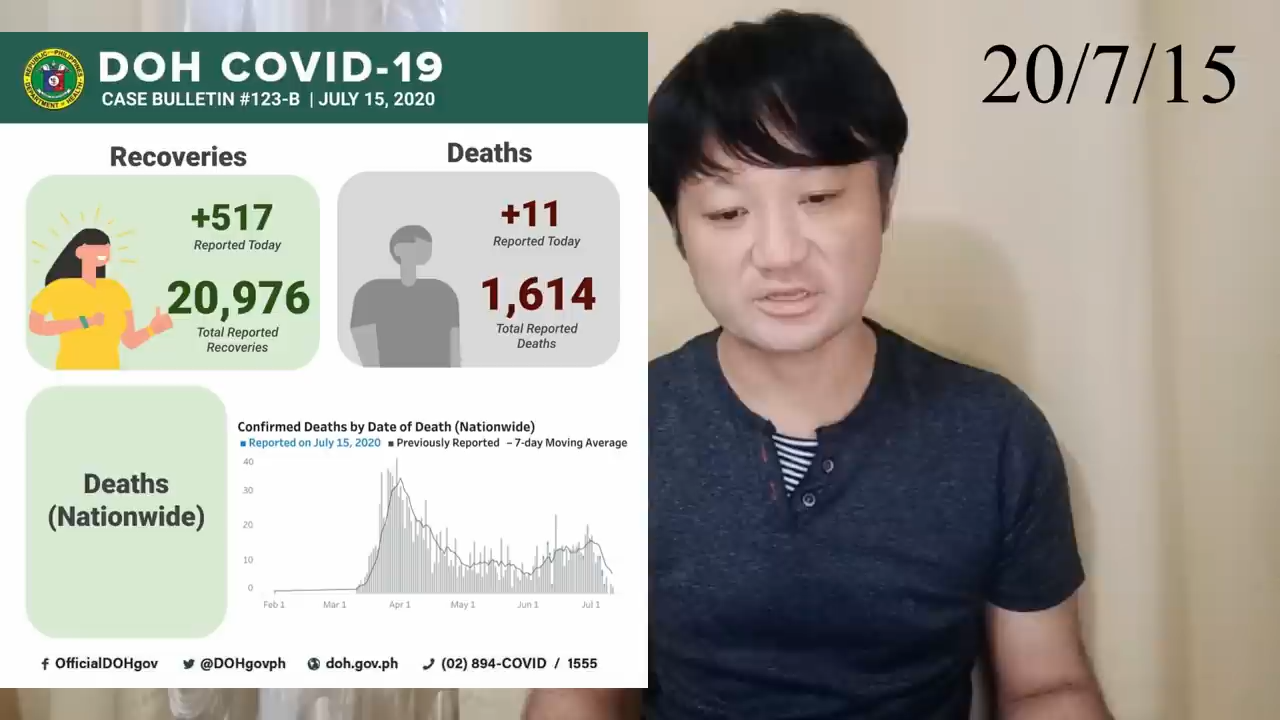 DOH COVID-19
CASE BULLETIN #123-B | JULY 15, 2020
20/7/15
Recoveries
+517
Reported Today
20,976
Total Reported
Recoveries
Deaths
+11
Reported Today
1,614
Total Reported
Deaths
Deaths
(Nationwide)
Confirmed Deaths by Date of Death (Nationwide)
Reported on July 15, 2020 Previously Reported – 7-day Moving Average
40
30
20
10
0
Feb 1 Mar 1 Apr 1 May 1 Jun 1 Jul 1
OfficialDOHgov @DOHgovph doh.gov.ph (02) 894-COVID / 1555